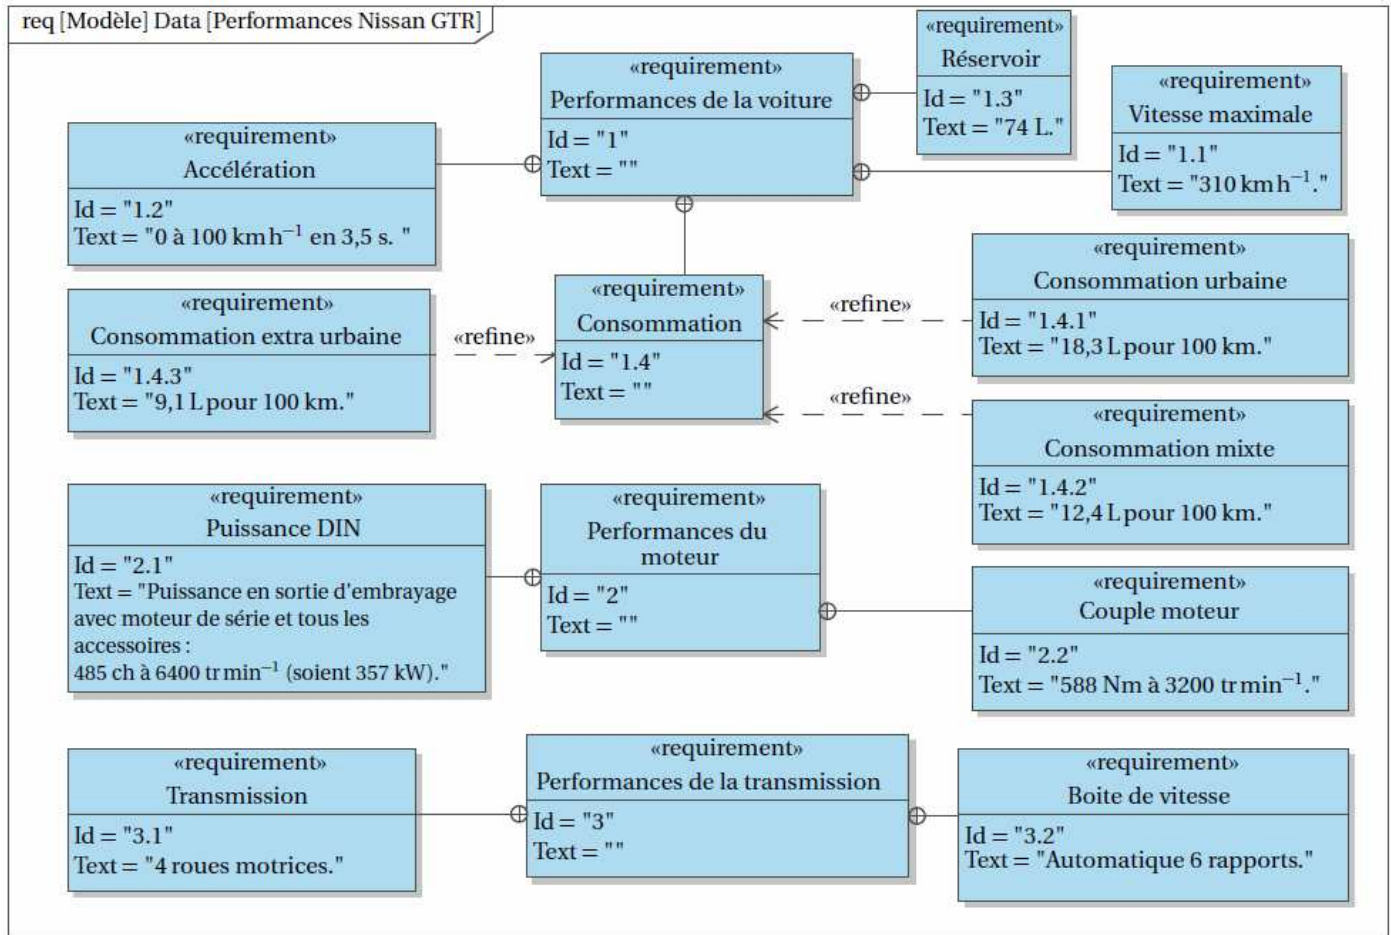 req [Modèle] Data [Performances Nissan GTR]
«requirement»
Réservoir
Id = "1.3"
Text = "74 L."
«requirement»
Performances de la voiture
Id = "1"
Text = ""
«requirement»
Vitesse maximale
Id = "1.1"
Text = "310 km h⁻¹."
«requirement»
Accélération
Id = "1.2"
Text = "0 à 100 km h⁻¹ en 3,5 s. "
«requirement»
Consommation urbaine
Id = "1.4.1"
Text = "18,3 L pour 100 km."
«refine»
«requirement»
Consommation
Id = "1.4"
Text = ""
«requirement»
Consommation extra urbaine
Id = "1.4.3"
Text = "9,1 L pour 100 km."
«refine»
«refine»
«requirement»
Consommation mixte
Id = "1.4.2"
Text = "12,4 L pour 100 km."
«requirement»
Puissance DIN
Id = "2.1"
Text = "Puissance en sortie d'embrayage
avec moteur de série et tous les
accessoires :
485 ch à 6400 tr min⁻¹ (soient 357 kW)."
«requirement»
Performances du
moteur
Id = "2"
Text = ""
«requirement»
Couple moteur
Id = "2.2"
Text = "588 Nm à 3200 tr min⁻¹."
«requirement»
Transmission
Id = "3.1"
Text = "4 roues motrices."
«requirement»
Performances de la transmission
Id = "3"
Text = ""
«requirement»
Boite de vitesse
Id = "3.2"
Text = "Automatique 6 rapports."